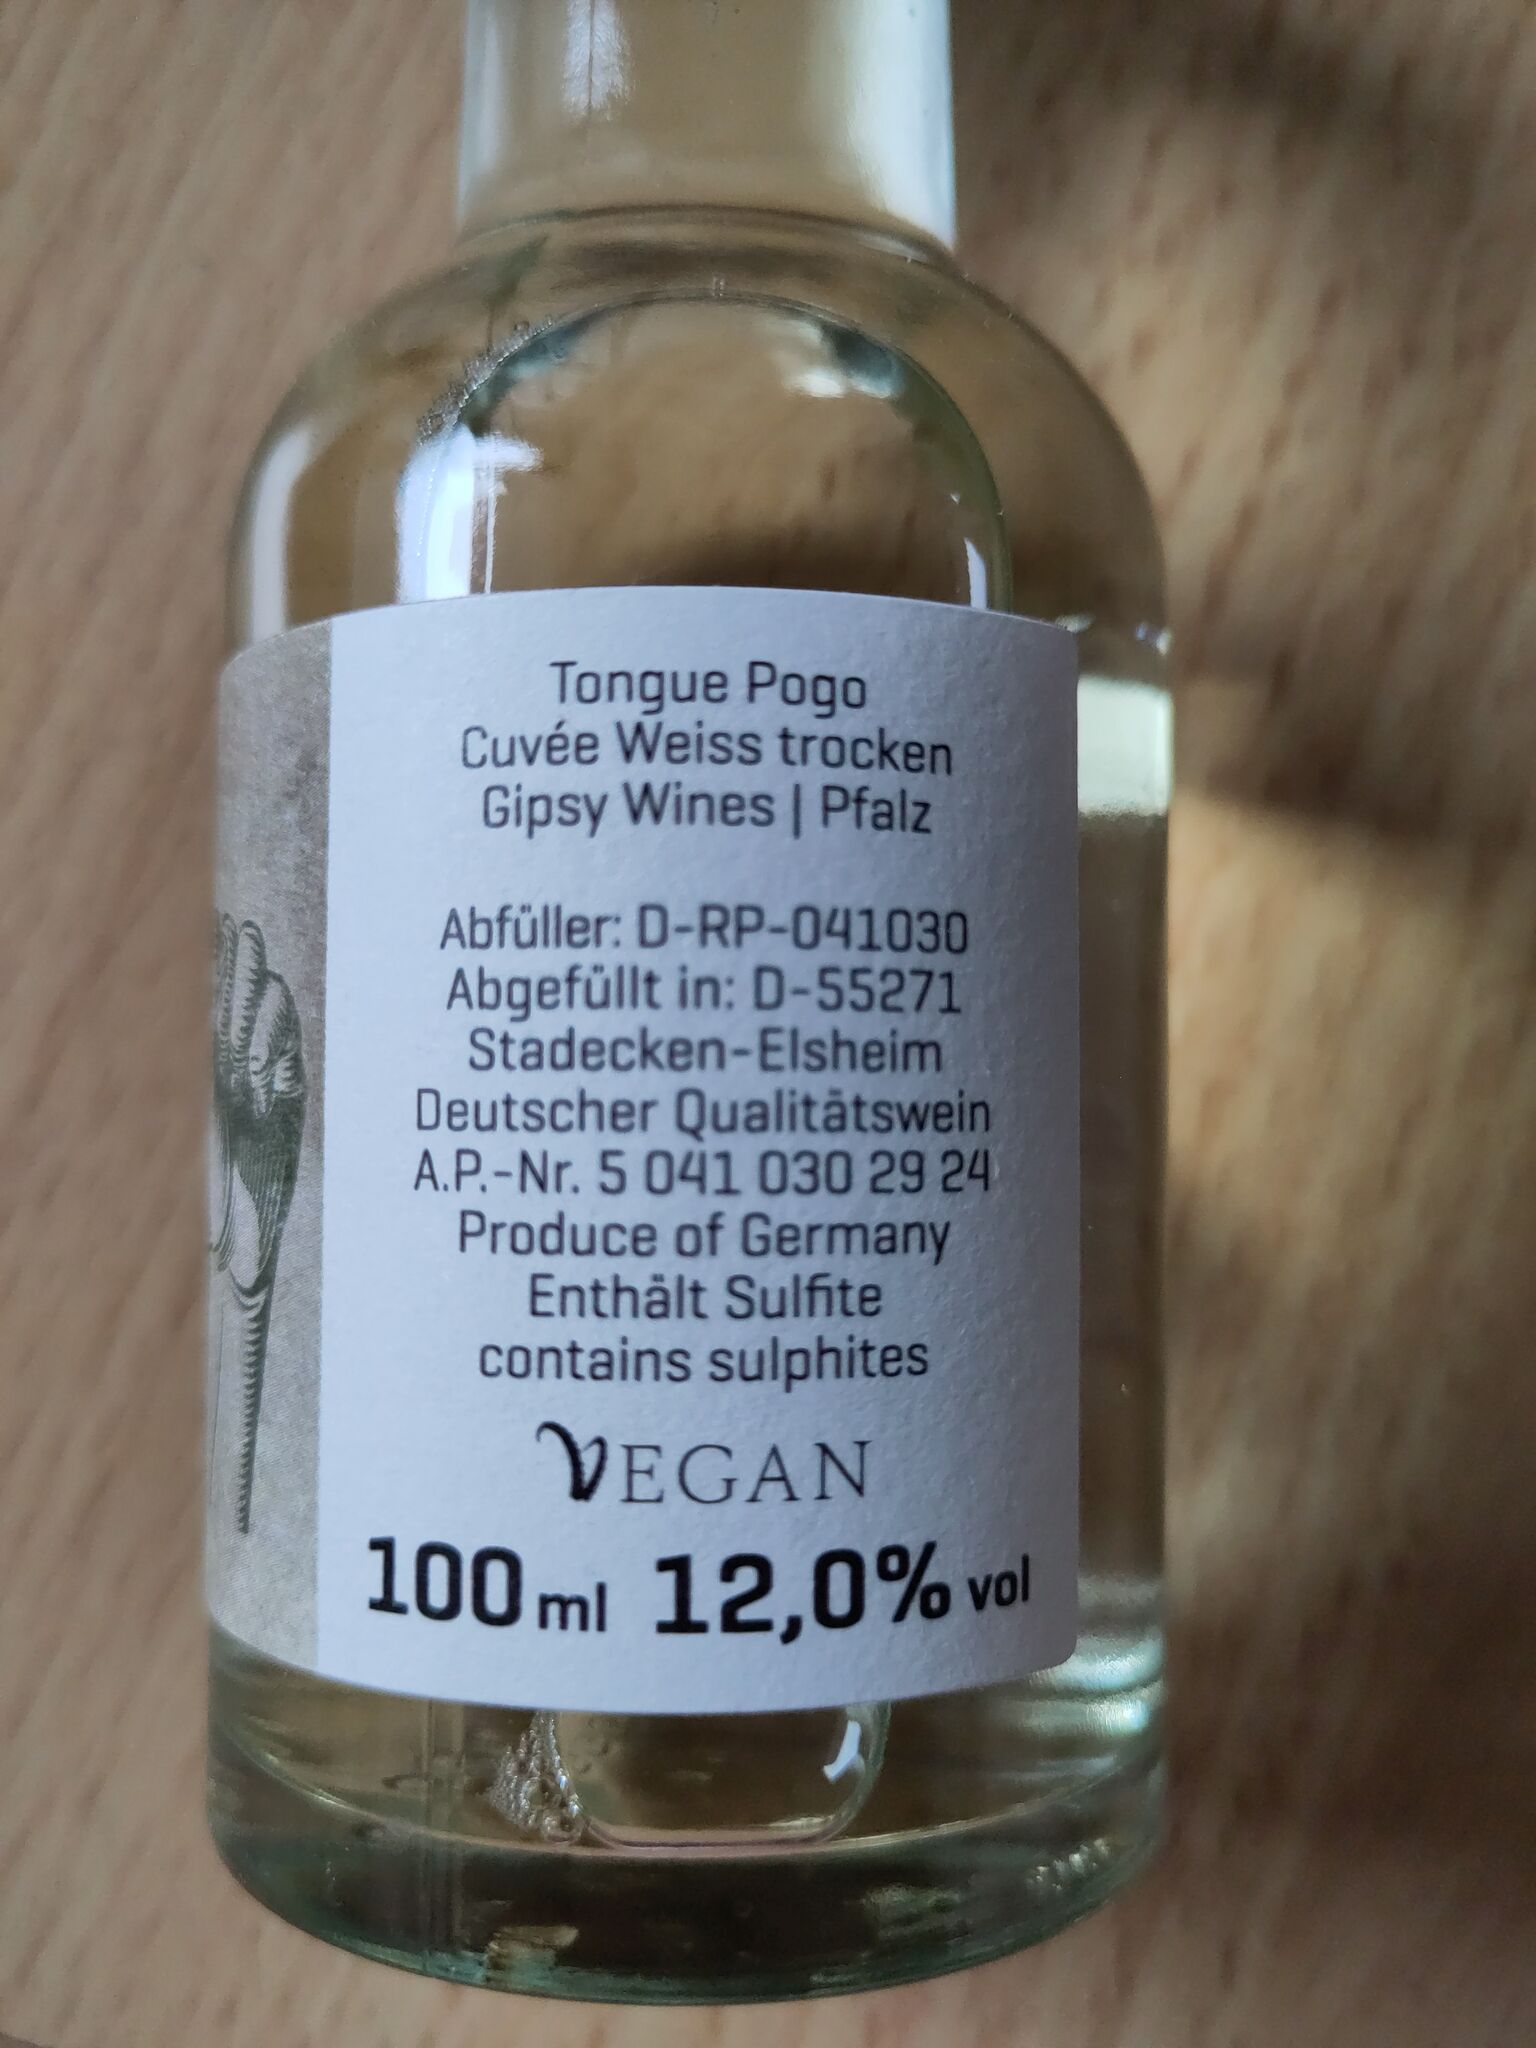 Tongue Pogo
Cuvée Weiss trocken
Gipsy Wines | Pfalz
Abfüller: D-RP-041030
Abgefüllt in: D-55271
Stadecken-Elsheim
Deutscher Qualitätswein
A.P.-Nr. 5 041 030 29 24
Produce of Germany
Enthält Sulfite
contains sulphites
VEGAN
100 ml 12,0% vol